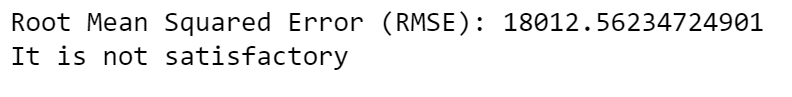 Root Mean Squared Error (RMSE): 18012.56234724901
It is not satisfactory